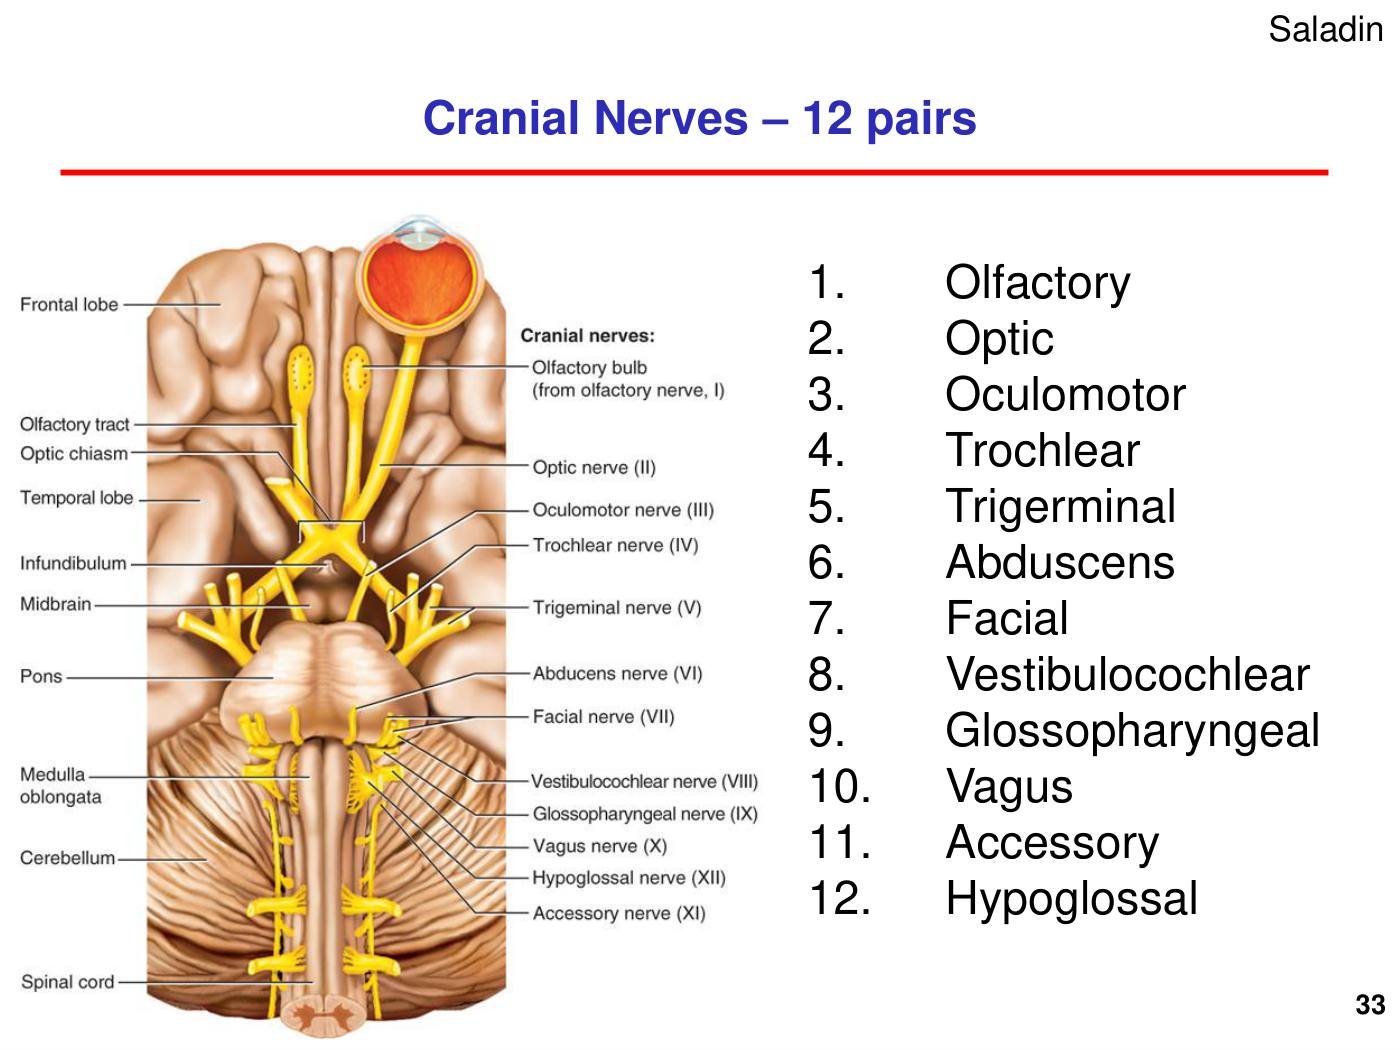 Saladin
Cranial Nerves – 12 pairs
Frontal lobe
Olfactory tract
Optic chiasm
Temporal lobe
Infundibulum
Midbrain
Pons
Medulla
oblongata
Cerebellum
Spinal cord
Cranial nerves:
Olfactory bulb
(from olfactory nerve, I)
Optic nerve (II)
Oculomotor nerve (III)
Trochlear nerve (IV)
Trigeminal nerve (V)
Abducens nerve (VI)
Facial nerve (VII)
Vestibulocochlear nerve (VIII)
Glossopharyngeal nerve (IX)
Vagus nerve (X)
Hypoglossal nerve (XII)
Accessory nerve (XI)
1. Olfactory
2. Optic
3. Oculomotor
4. Trochlear
5. Trigerminal
6. Abduscens
7. Facial
8. Vestibulocochlear
9. Glossopharyngeal
10. Vagus
11. Accessory
12. Hypoglossal
33